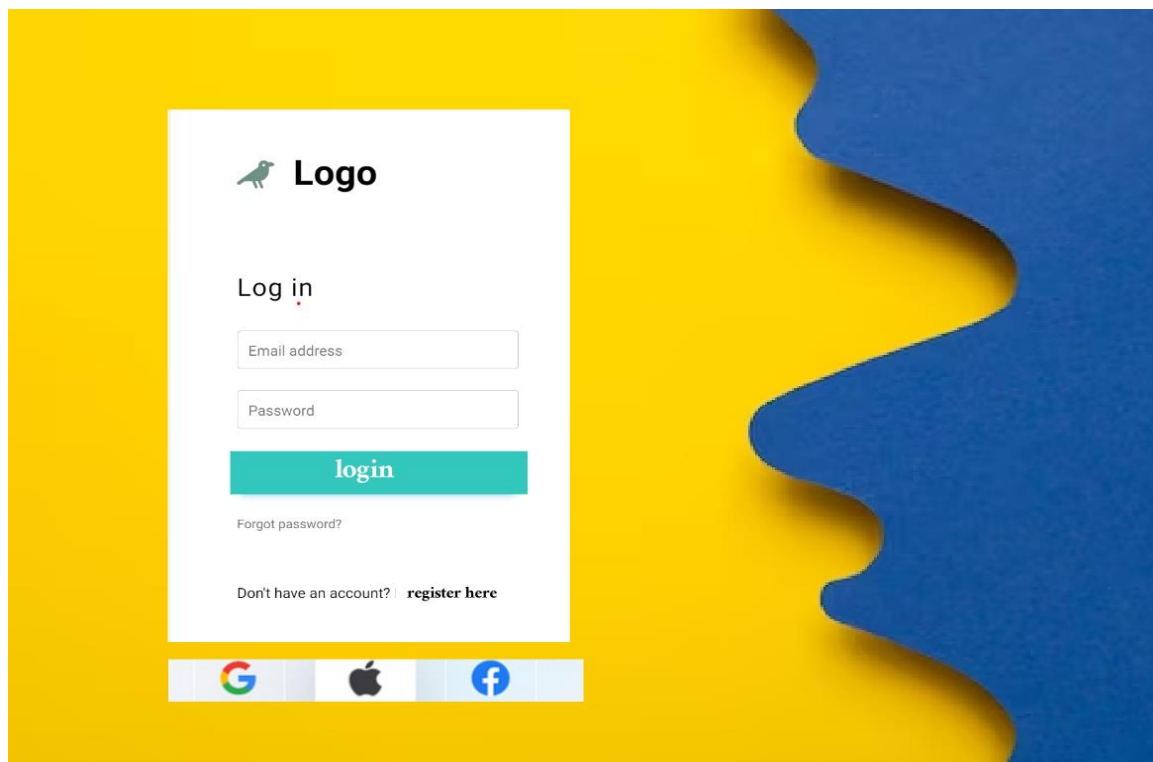 Logo
Log in
Email address
Password
login
Forgot password?
Don't have an account? register here